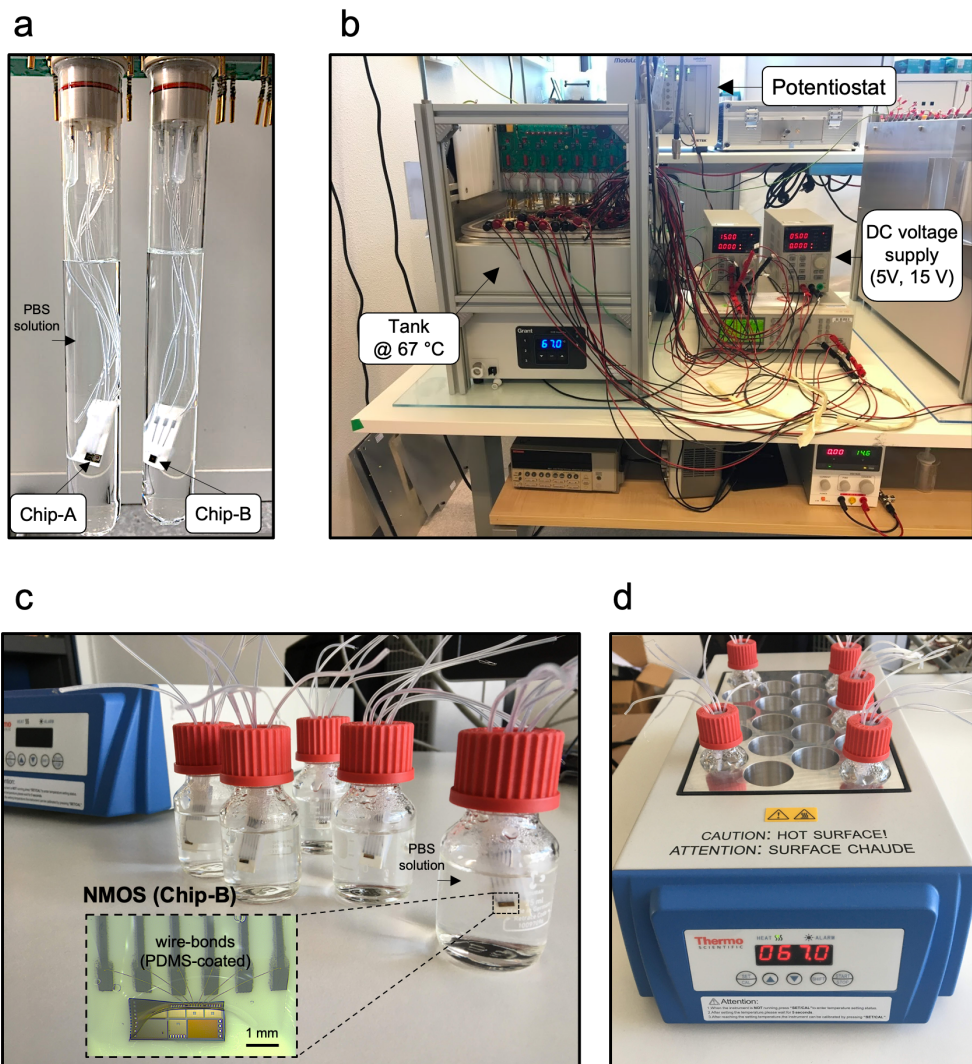 a
b
Potentiostat
DC voltage
supply
(5V, 15 V)
15.00
0.000
05.00
0.000
Tank
@ 67 °C
Grant
67.0
0.00 14.6
PBS
solution
Chip-A
Chip-B
c
d
PBS
solution
NMOS (Chip-B)
wire-bonds
(PDMS-coated)
1 mm
CAUTION: HOT SURFACE!
ATTENTION: SURFACE CHAUDE
Thermo
SCIENTIFIC
HEAT
ALARM
067.0
Attention: